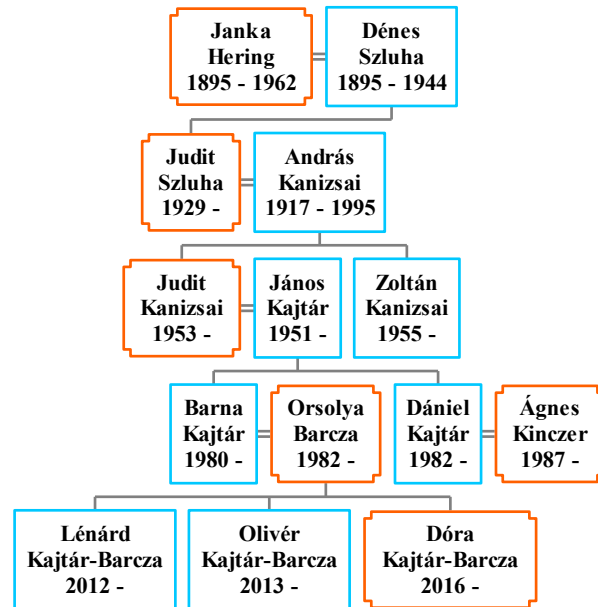 Janka
Hering
1895 - 1962
Dénes
Szluha
1895 - 1944
Judit
Szluha
1929 -
András
Kanizsai
1917 - 1995
Judit
Kanizsai
1953 -
János
Kajtár
1951 -
Zoltán
Kanizsai
1955 -
Barna
Kajtár
1980 -
Orsolya
Barcza
1982 -
Dániel
Kajtár
1982 -
Ágnes
Kinczer
1987 -
Lénárd
Kajtár-Barcza
2012 -
Olivér
Kajtár-Barcza
2013 -
Dóra
Kajtár-Barcza
2016 -